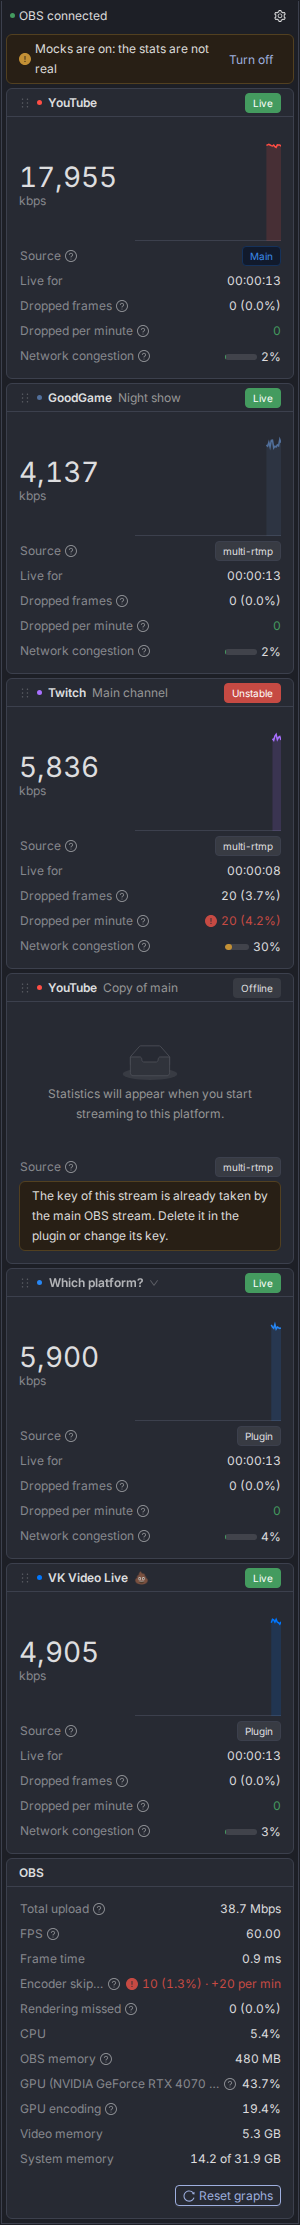 OBS connected
Mocks are on: the stats are not
real
Turn off
YouTube
Live
17,955
kbps
Source
Main
Live for 00:00:13
Dropped frames 0 (0.0%)
Dropped per minute 0
Network congestion 2%
GoodGame Night show
Live
4,137
kbps
Source
multi-rtmp
Live for 00:00:13
Dropped frames 0 (0.0%)
Dropped per minute 0
Network congestion 2%
Twitch Main channel
Unstable
5,836
kbps
Source
multi-rtmp
Live for 00:00:08
Dropped frames 20 (3.7%)
Dropped per minute 20 (4.2%)
Network congestion 30%
YouTube Copy of main
Offline
Statistics will appear when you start
streaming to this platform.
Source
multi-rtmp
The key of this stream is already taken by
the main OBS stream. Delete it in the
plugin or change its key.
Which platform?
Live
5,900
kbps
Source
Plugin
Live for 00:00:13
Dropped frames 0 (0.0%)
Dropped per minute 0
Network congestion 4%
VK Video Live 💩
Live
4,905
kbps
Source
Plugin
Live for 00:00:13
Dropped frames 0 (0.0%)
Dropped per minute 0
Network congestion 3%
OBS
Total upload 38.7 Mbps
FPS 60.00
Frame time 0.9 ms
Encoder skip... 10 (1.3%) · +20 per min
Rendering missed 0 (0.0%)
CPU 5.4%
OBS memory 480 MB
GPU (NVIDIA GeForce RTX 4070 ... 43.7%
GPU encoding 19.4%
Video memory 5.3 GB
System memory 14.2 of 31.9 GB
Reset graphs